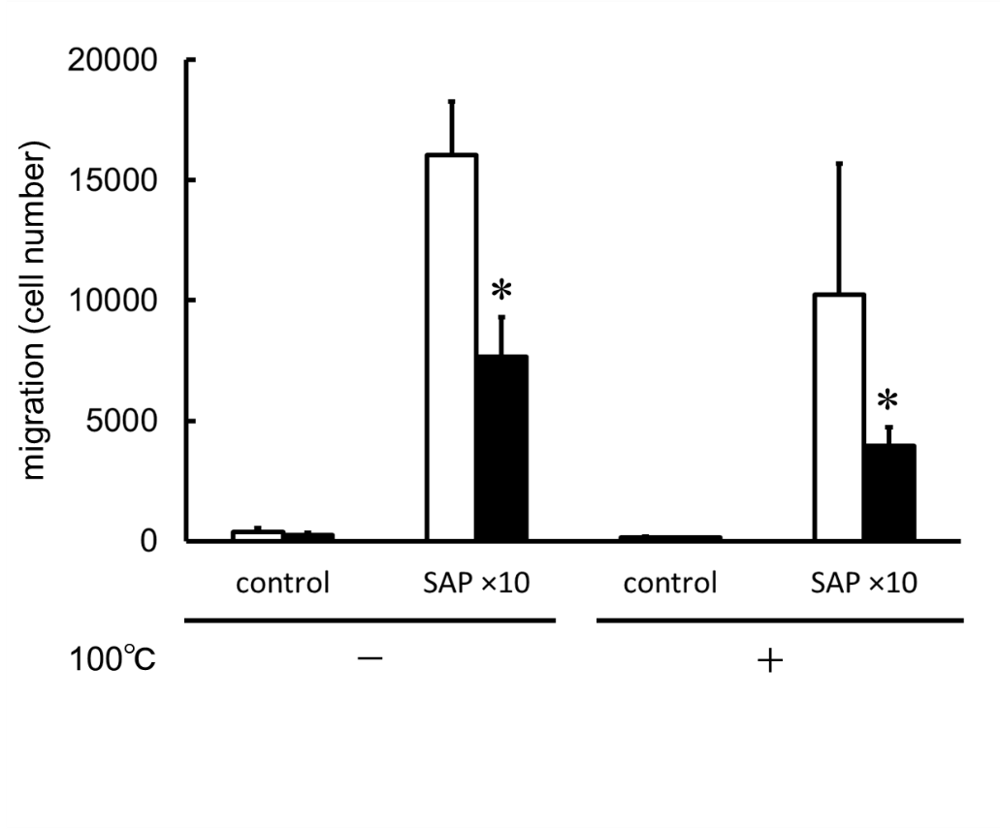 20000
15000
10000
5000
0
migration (cell number)
*
*
control SAP ×10 control SAP ×10
100℃ − +